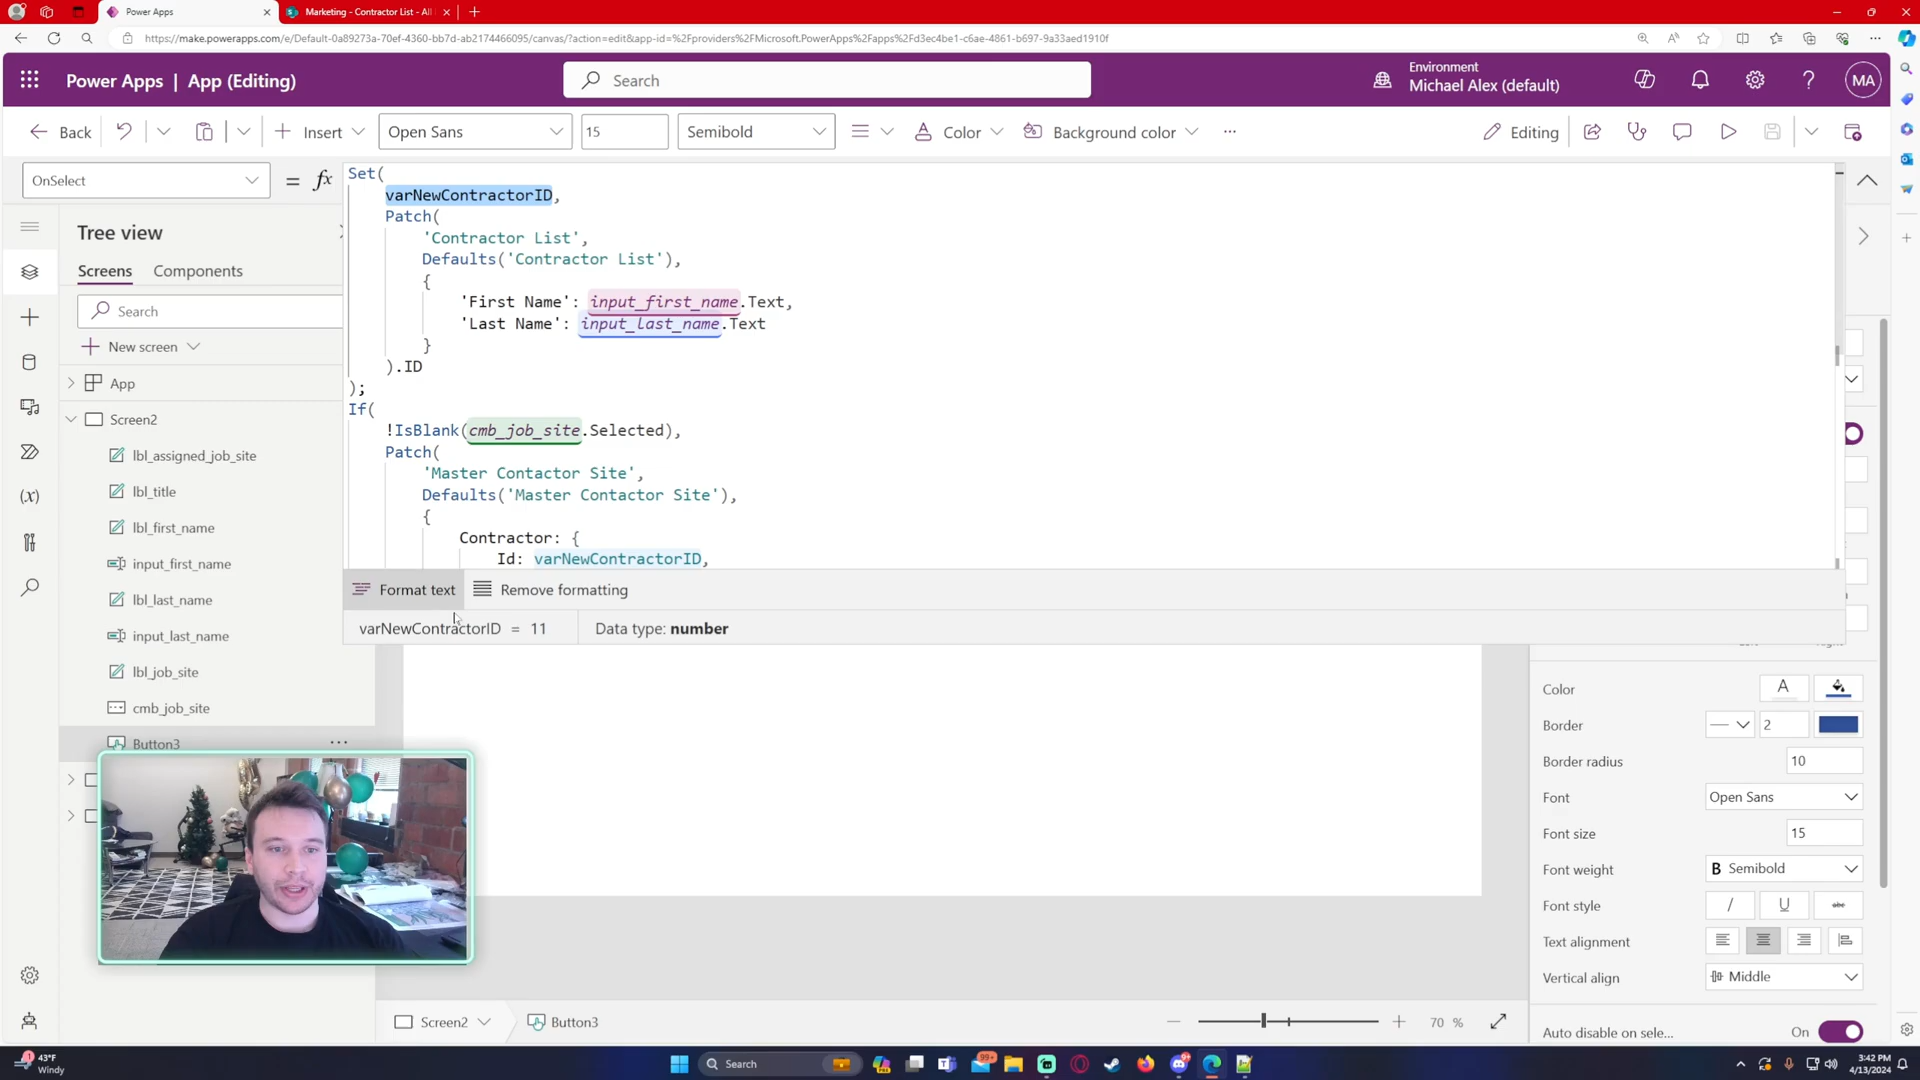 Power Apps
Marketing - Contractor List - All
https://make.powerapps.com/e/Default-0a89273a-70ef-4360-bb7d-ab2174466095/canvas/?action=edit&app-id=%2Fproviders%2FMicrosoft.PowerApps%2Fapps%2Fd3ec4be1-c6ae-4861-b697-9a33aed1910f
Power Apps | App (Editing)
Search
Environment
Michael Alex (default)
MA
Back
Insert
Open Sans
15
Semibold
Color
Background color
Editing
OnSelect
= fx
Set(
varNewContractorID,
Patch(
'Contractor List',
Defaults('Contractor List'),
{
'First Name': input_first_name.Text,
'Last Name': input_last_name.Text
}
).ID
);
If(
!IsBlank(cmb_job_site.Selected),
Patch(
'Master Contactor Site',
Defaults('Master Contactor Site'),
{
Contractor: {
Id: varNewContractorID,
Format text
Remove formatting
varNewContractorID = 11
Data type: number
Tree view
Screens
Components
Search
New screen
App
Screen2
lbl_assigned_job_site
lbl_title
lbl_first_name
input_first_name
lbl_last_name
input_last_name
lbl_job_site
cmb_job_site
Button3
Color
A
Border
2
Border radius
10
Font
Open Sans
Font size
15
Font weight
B Semibold
Font style
/
U
abc
Text alignment
Vertical align
Middle
Auto disable on sele...
On
Screen2
Button3
70 %
43°F
Windy
Search
99+
3:42 PM
4/13/2024